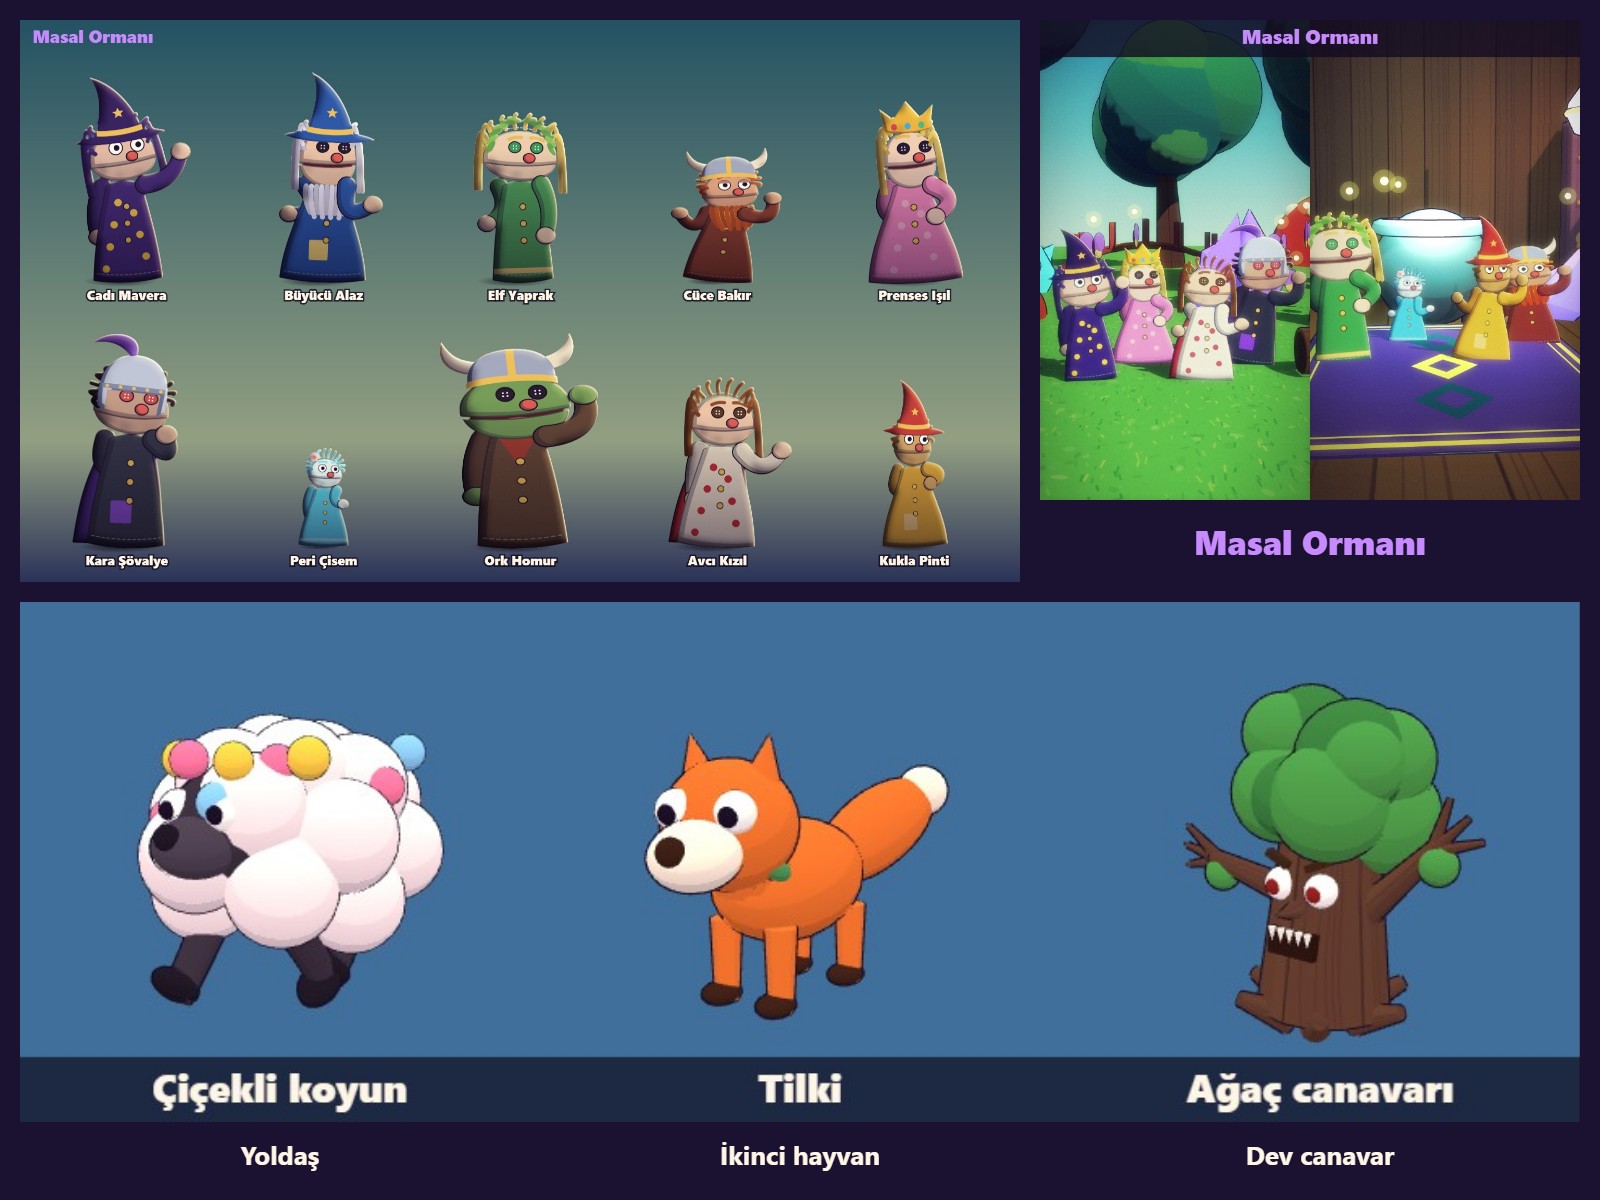 Masal Ormanı
Cadı Mavera
Büyücü Alaz
Elf Yaprak
Cüce Bakır
Prenses Işıl
Kara Şövalye
Peri Çisem
Ork Homur
Avcı Kızıl
Kukla Pinti
Masal Ormanı
Masal Ormanı
Çiçekli koyun
Tilki
Ağaç canavarı
Yoldaş
İkinci hayvan
Dev canavar